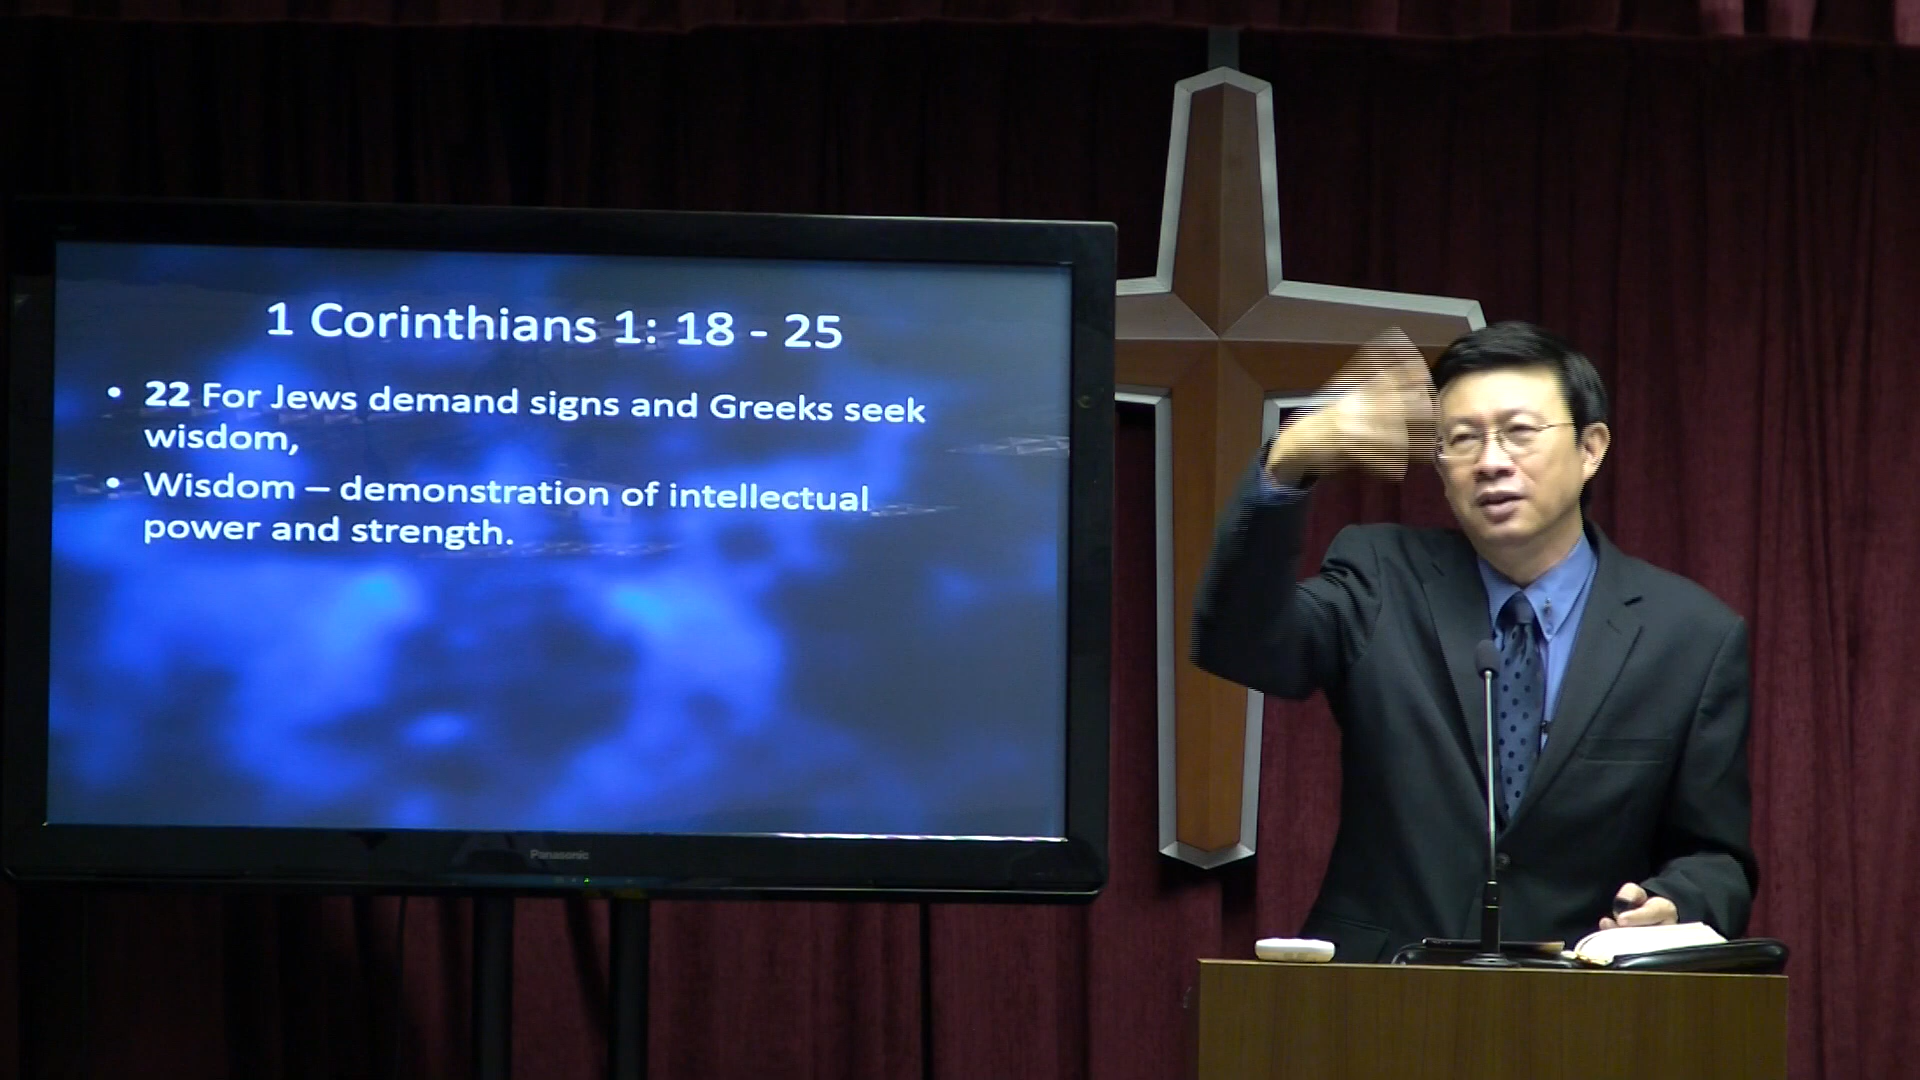 1 Corinthians 1: 18 - 25
• 22 For Jews demand signs and Greeks seek
wisdom,
• Wisdom – demonstration of intellectual
power and strength.
Panasonic